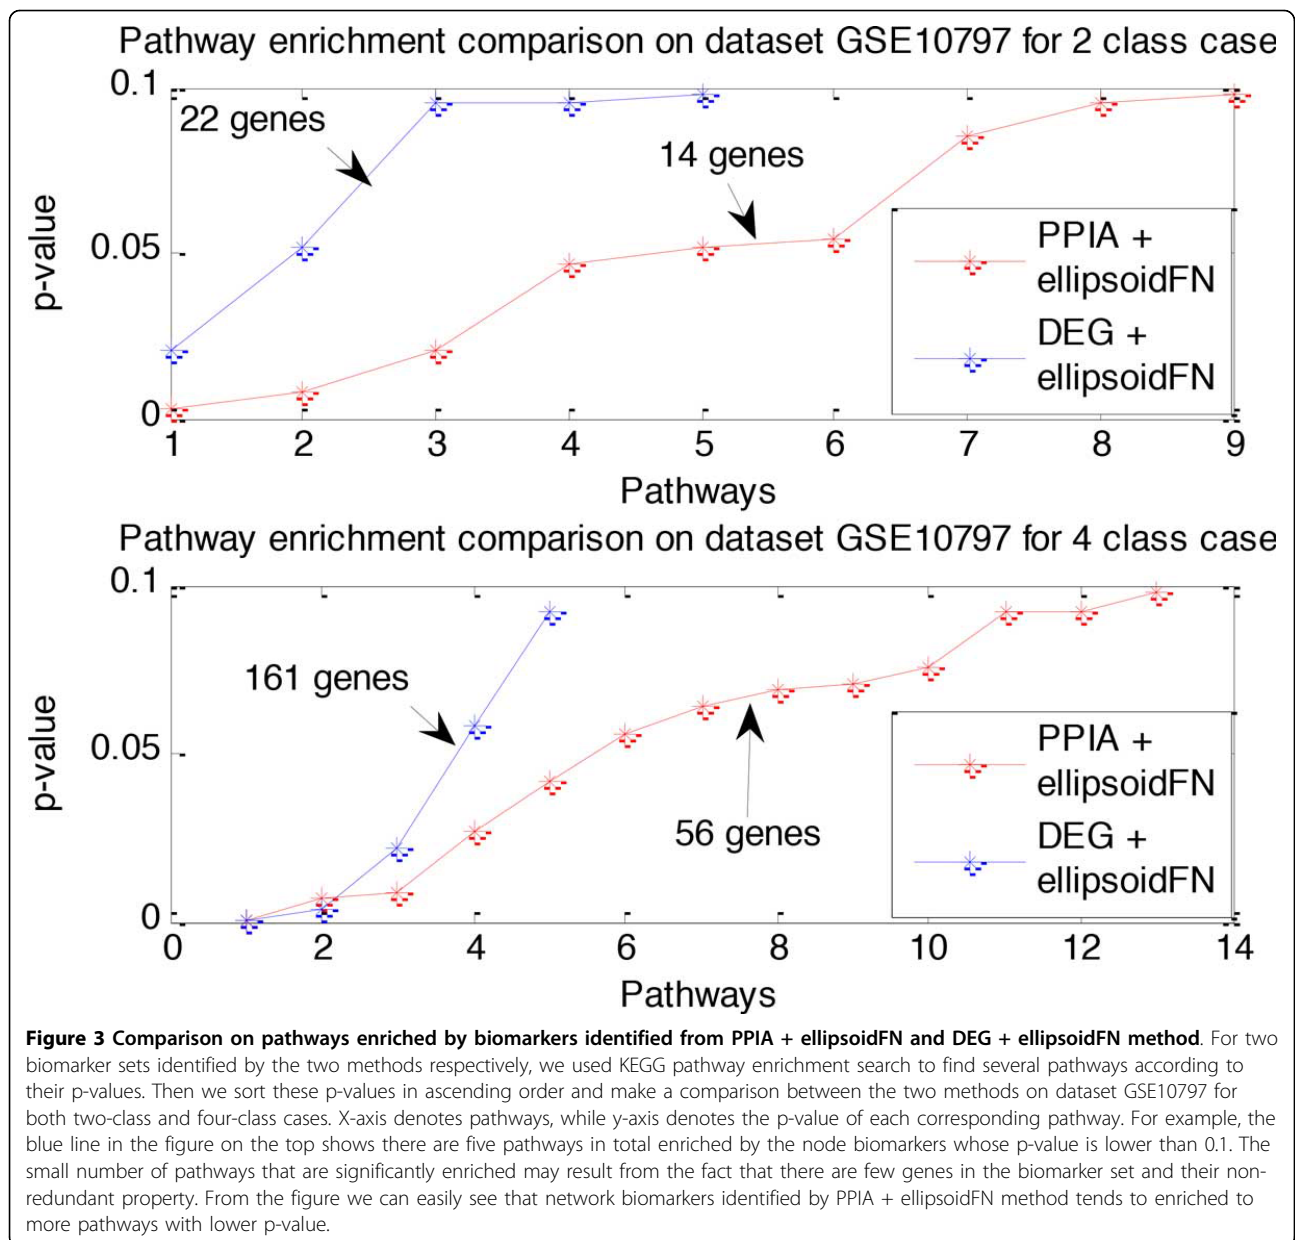 Pathway enrichment comparison on dataset GSE10797 for 2 class case
0.1
22 genes
14 genes
p-value
0.05
PPIA +
ellipsoidFN
DEG +
ellipsoidFN
0
1 2 3 4 5 6 7 8 9
Pathways
Pathway enrichment comparison on dataset GSE10797 for 4 class case
0.1
161 genes
p-value
0.05
56 genes
PPIA +
ellipsoidFN
DEG +
ellipsoidFN
0
0 2 4 6 8 10 12 14
Pathways
Figure 3 Comparison on pathways enriched by biomarkers identified from PPIA + ellipsoidFN and DEG + ellipsoidFN method. For two
biomarker sets identified by the two methods respectively, we used KEGG pathway enrichment search to find several pathways according to
their p-values. Then we sort these p-values in ascending order and make a comparison between the two methods on dataset GSE10797 for
both two-class and four-class cases. X-axis denotes pathways, while y-axis denotes the p-value of each corresponding pathway. For example, the
blue line in the figure on the top shows there are five pathways in total enriched by the node biomarkers whose p-value is lower than 0.1. The
small number of pathways that are significantly enriched may result from the fact that there are few genes in the biomarker set and their non-
redundant property. From the figure we can easily see that network biomarkers identified by PPIA + ellipsoidFN method tends to enriched to
more pathways with lower p-value.